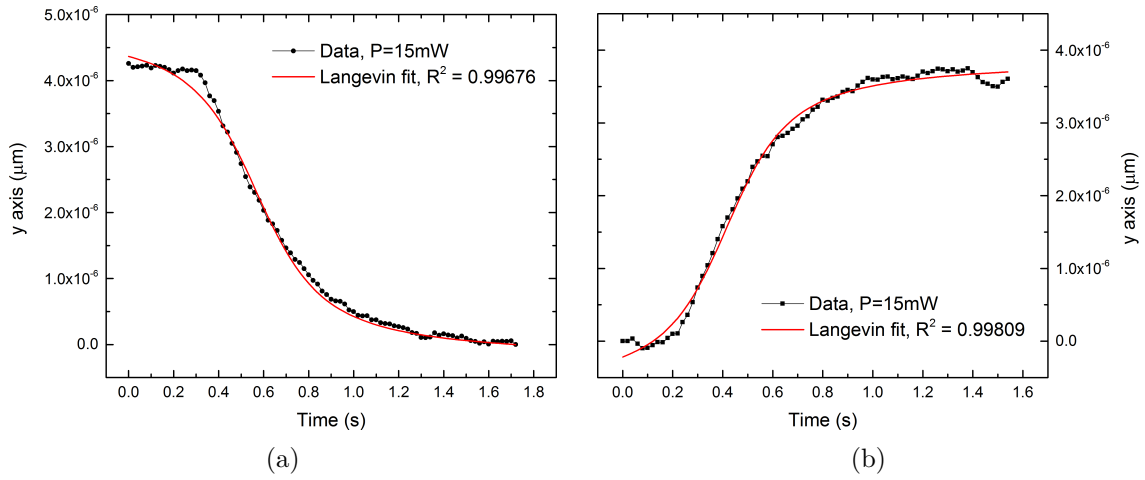 5.0x10⁻⁶
4.0x10⁻⁶
3.0x10⁻⁶
2.0x10⁻⁶
1.0x10⁻⁶
0.0
y axis (μm)
Data, P=15mW
Langevin fit, R² = 0.99676
0.0 0.2 0.4 0.6 0.8 1.0 1.2 1.4 1.6 1.8
Time (s)
(a)
Data, P=15mW
Langevin fit, R² = 0.99809
4.0x10⁻⁶
3.0x10⁻⁶
2.0x10⁻⁶
1.0x10⁻⁶
0.0
y axis (μm)
0.0 0.2 0.4 0.6 0.8 1.0 1.2 1.4 1.6
Time (s)
(b)